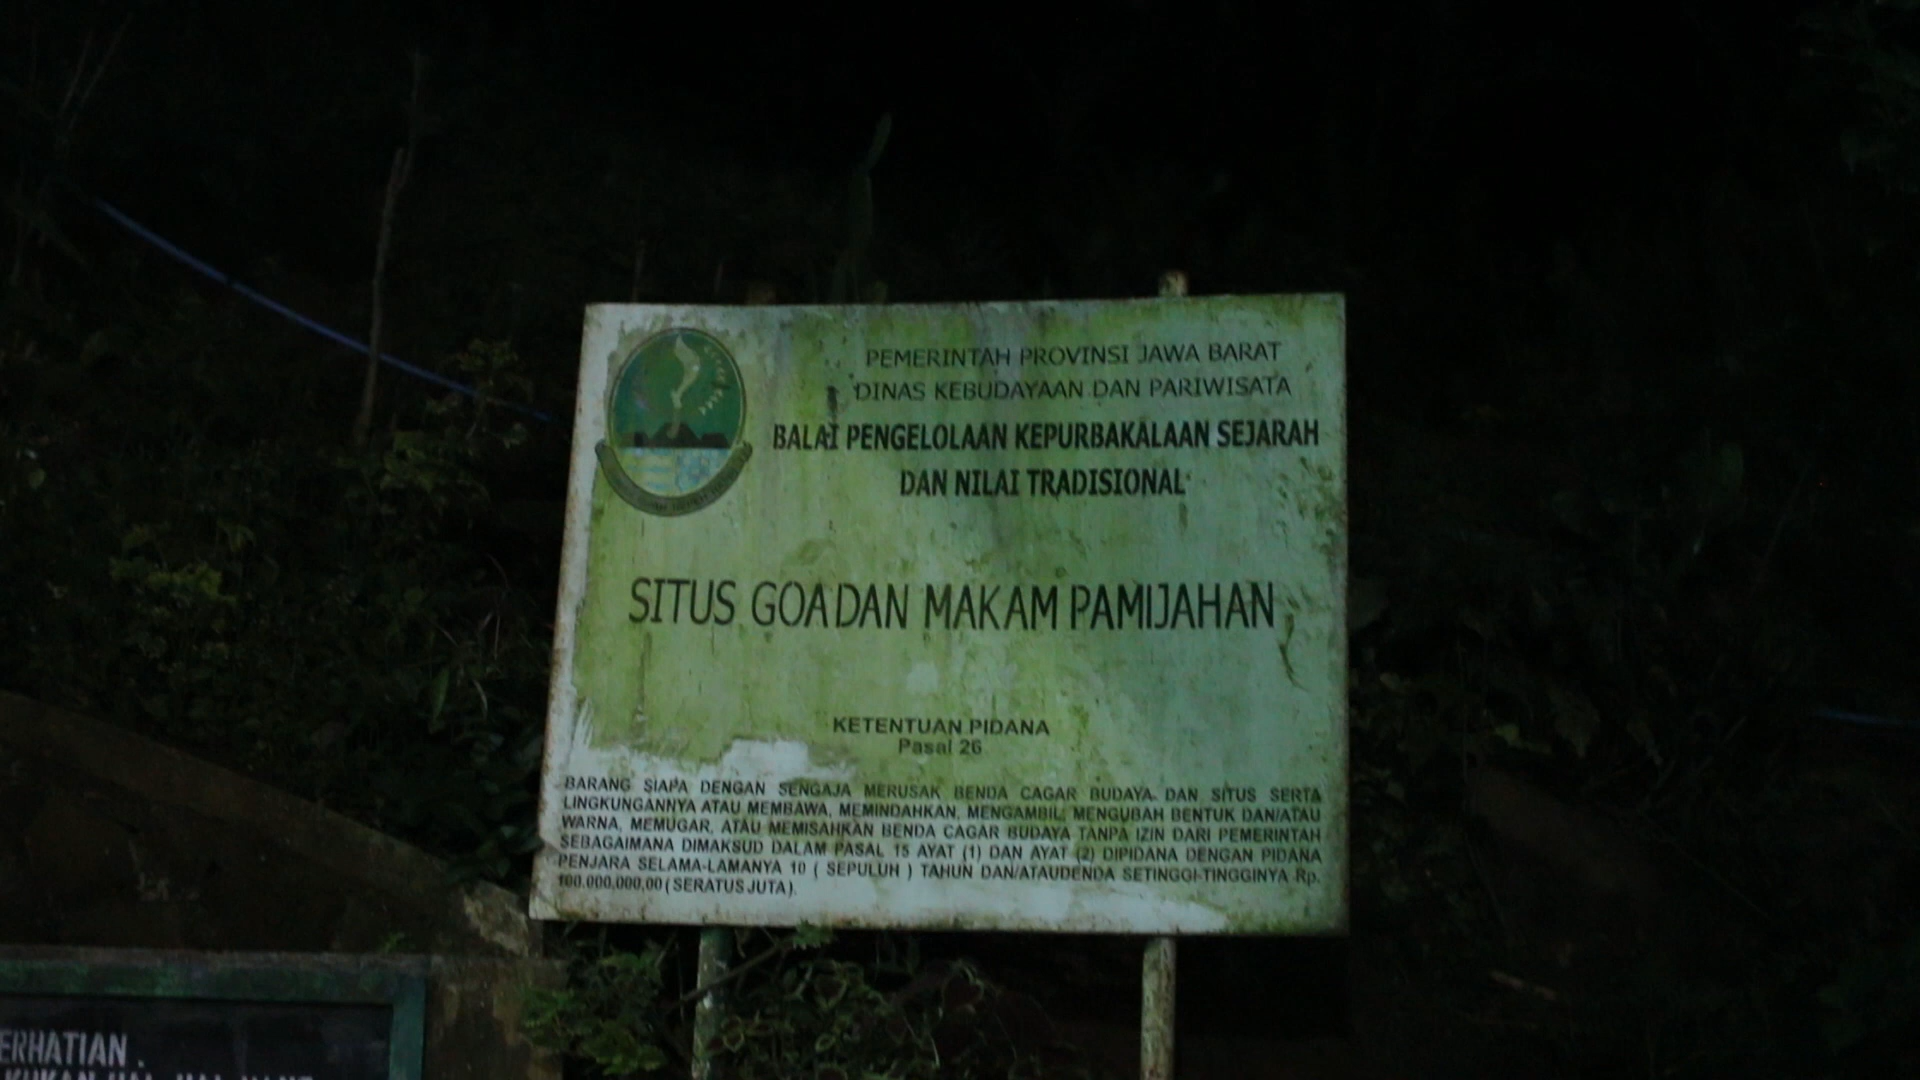 PEMERINTAH PROVINSI JAWA BARAT
DINAS KEBUDAYAAN DAN PARIWISATA
BALAI PENGELOLAAN KEPURBAKALAAN SEJARAH
DAN NILAI TRADISIONAL
SITUS GOA DAN MAKAM PAMIJAHAN
KETENTUAN PIDANA
Pasal 26
BARANG SIAPA DENGAN SENGAJA MERUSAK BENDA CAGAR BUDAYA DAN SITUS SERTA
LINGKUNGANNYA ATAU MEMBAWA, MEMINDAHKAN, MENGAMBIL, MENGUBAH BENTUK DAN/ATAU
WARNA, MEMUGAR, ATAU MEMISAHKAN BENDA CAGAR BUDAYA TANPA IZIN DARI PEMERINTAH
SEBAGAIMANA DIMAKSUD DALAM PASAL 15 AYAT (1) DAN AYAT (2) DIPIDANA DENGAN PIDANA
PENJARA SELAMA-LAMANYA 10 ( SEPULUH ) TAHUN DAN/ATAUDENDA SETINGGI-TINGGINYA Rp.
100.000.000,00 ( SERATUS JUTA ).
ERHATIAN .